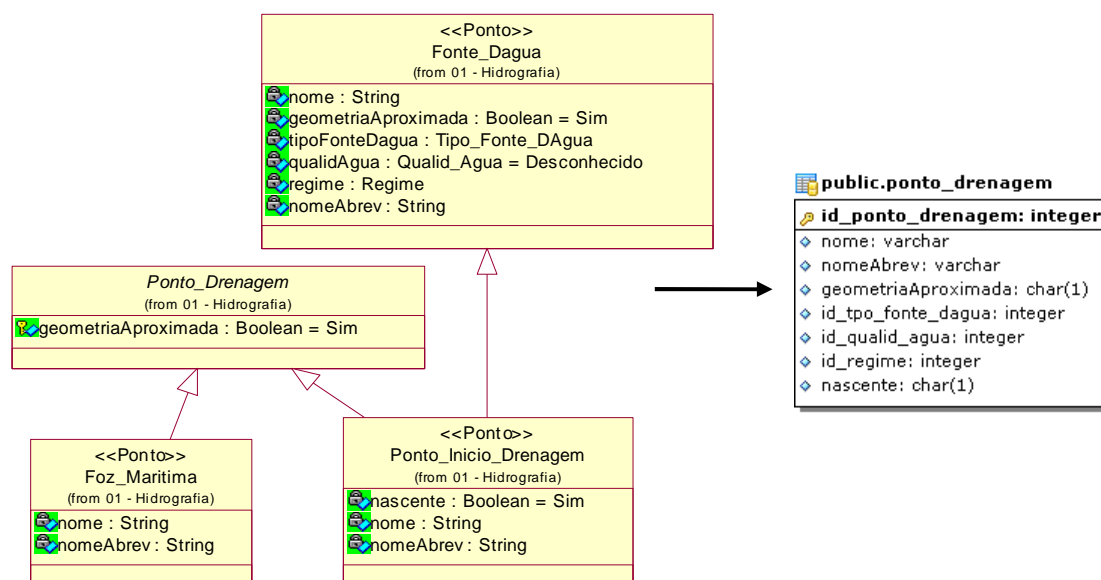 <<Ponto>>
Fonte_Dagua
(from 01 - Hidrografia)
nome : String
geometriaAproximada : Boolean = Sim
tipoFonteDagua : Tipo_Fonte_DAgua
qualidAgua : Qualid_Agua = Desconhecido
regime : Regime
nomeAbrev : String
Ponto_Drenagem
(from 01 - Hidrografia)
geometriaAproximada : Boolean = Sim
<<Ponto>>
Foz_Maritima
(from 01 - Hidrografia)
nome : String
nomeAbrev : String
<<Ponto>>
Ponto_Inicio_Drenagem
(from 01 - Hidrografia)
nascente : Boolean = Sim
nome : String
nomeAbrev : String
public.ponto_drenagem
id_ponto_drenagem: integer
nome: varchar
nomeAbrev: varchar
geometriaAproximada: char(1)
id_tpo_fonte_dagua: integer
id_qualid_agua: integer
id_regime: integer
nascente: char(1)